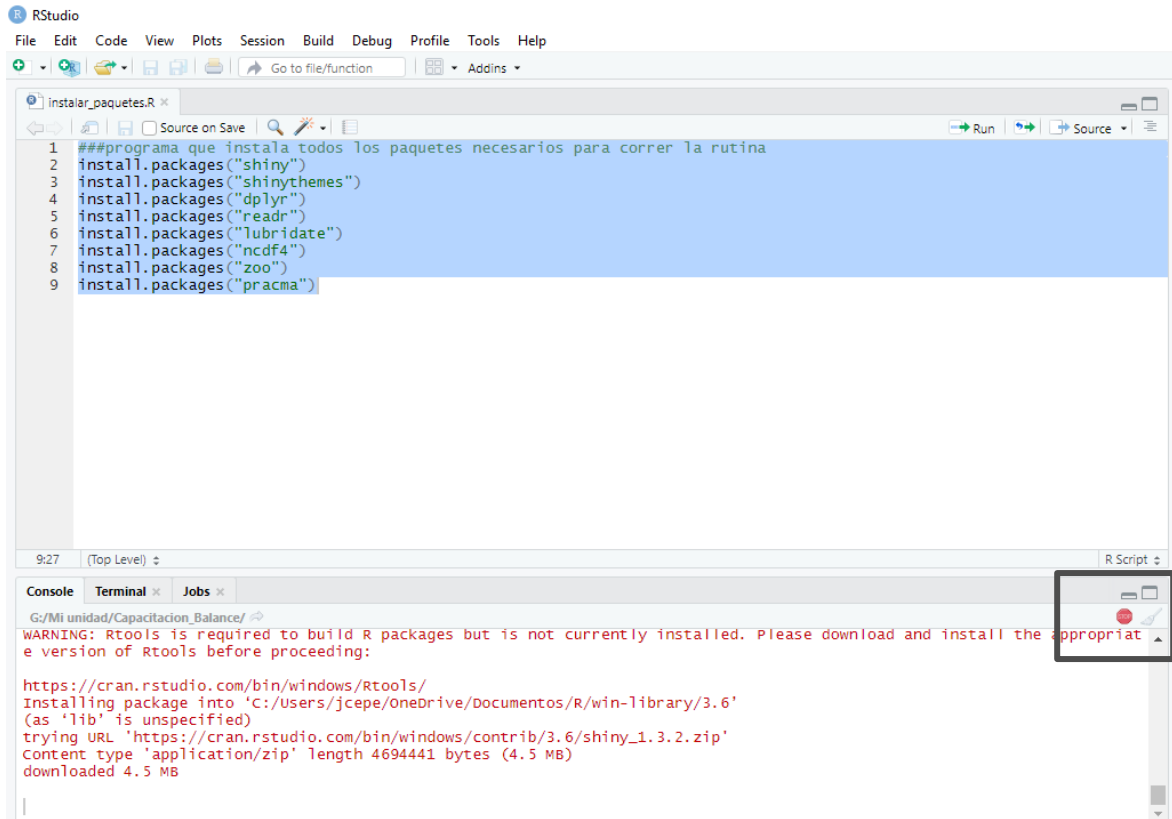 RStudio
File Edit Code View Plots Session Build Debug Profile Tools Help
Go to file/function Addins
instalar_paquetes.R
Source on Save Run Source
1 ###programa que instala todos los paquetes necesarios para correr la rutina
2 install.packages("shiny")
3 install.packages("shinythemes")
4 install.packages("dplyr")
5 install.packages("readr")
6 install.packages("lubridate")
7 install.packages("ncdf4")
8 install.packages("zoo")
9 install.packages("pracma")
9:27 (Top Level) R Script
Console Terminal Jobs
G:/Mi unidad/Capacitacion_Balance/
STOP
WARNING: Rtools is required to build R packages but is not currently installed. Please download and install the appropriat
e version of Rtools before proceeding:
https://cran.rstudio.com/bin/windows/Rtools/
Installing package into ‘C:/Users/jcepe/OneDrive/Documentos/R/win-library/3.6’
(as ‘lib’ is unspecified)
trying URL 'https://cran.rstudio.com/bin/windows/contrib/3.6/shiny_1.3.2.zip'
Content type 'application/zip' length 4694441 bytes (4.5 MB)
downloaded 4.5 MB